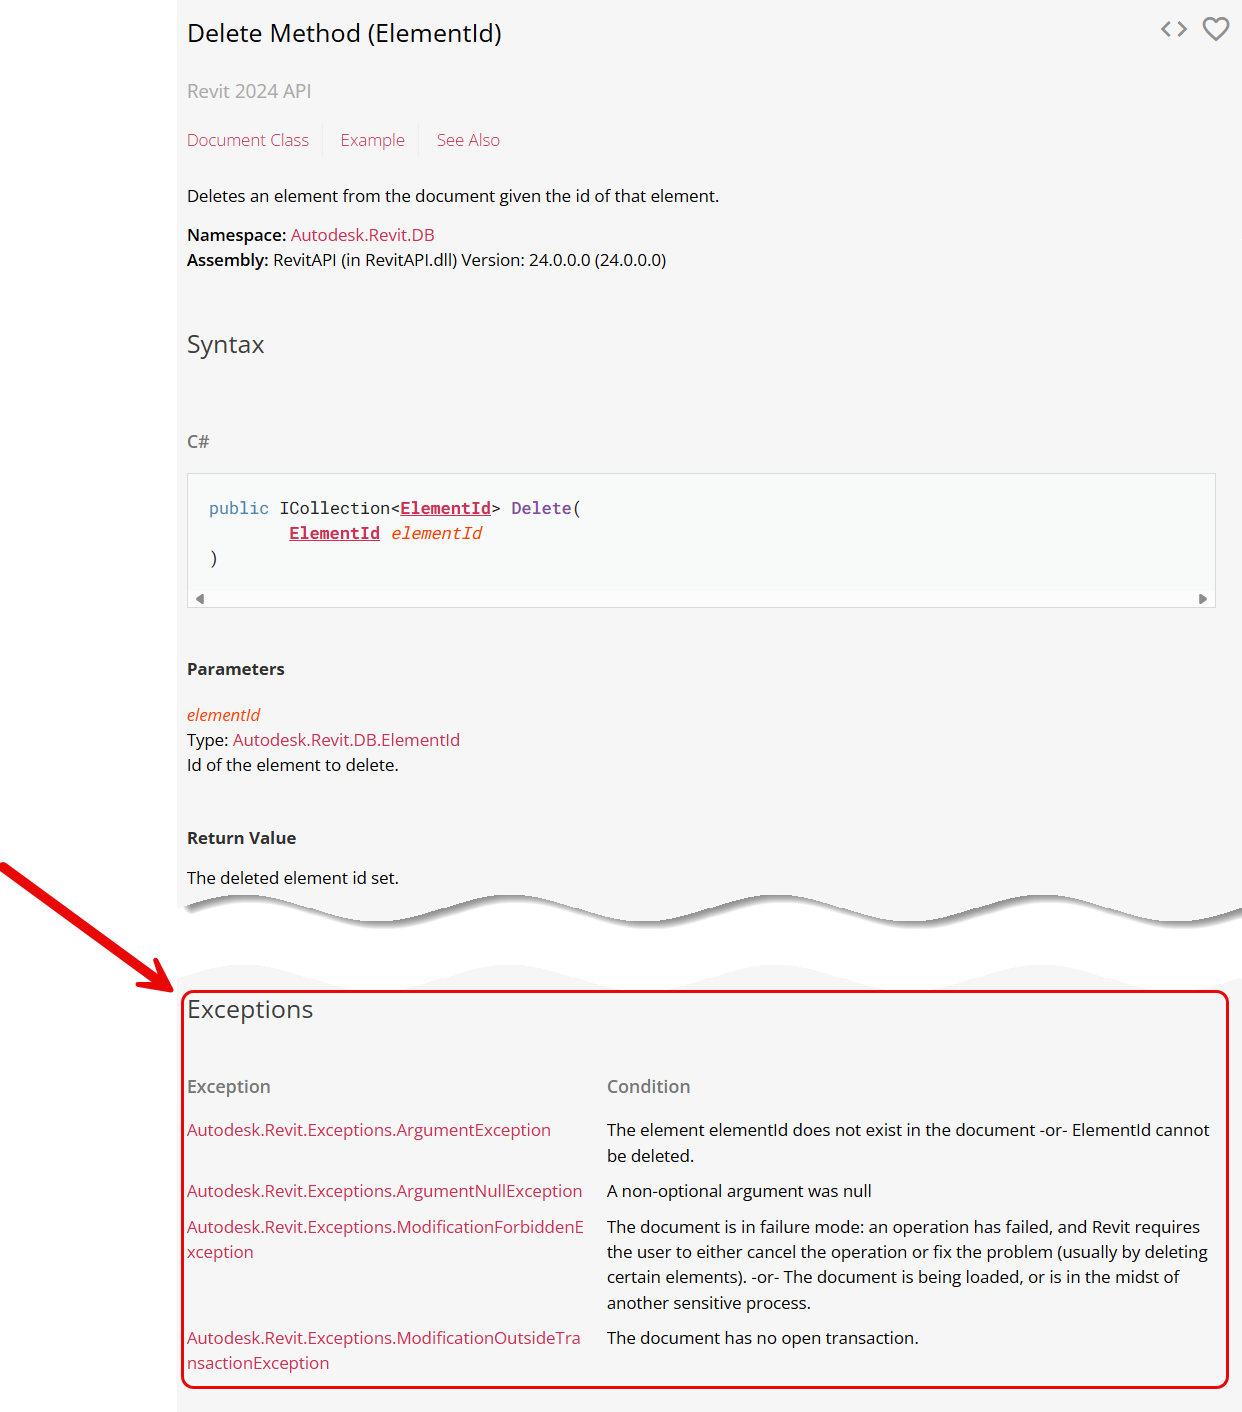 Delete Method (ElementId)
Revit 2024 API
Document Class Example See Also
Deletes an element from the document given the id of that element.
Namespace: Autodesk.Revit.DB
Assembly: RevitAPI (in RevitAPI.dll) Version: 24.0.0.0 (24.0.0.0)
Syntax
C#
public ICollection<ElementId> Delete(
ElementId elementId
)
Parameters
elementId
Type: Autodesk.Revit.DB.ElementId
Id of the element to delete.
Return Value
The deleted element id set.
Exceptions
Exception Condition
Autodesk.Revit.Exceptions.ArgumentException The element elementId does not exist in the document -or- ElementId cannot
be deleted.
Autodesk.Revit.Exceptions.ArgumentNullException A non-optional argument was null
Autodesk.Revit.Exceptions.ModificationForbiddenE The document is in failure mode: an operation has failed, and Revit requires
xception the user to either cancel the operation or fix the problem (usually by deleting
certain elements). -or- The document is being loaded, or is in the midst of
another sensitive process.
Autodesk.Revit.Exceptions.ModificationOutsideTra The document has no open transaction.
nsactionException